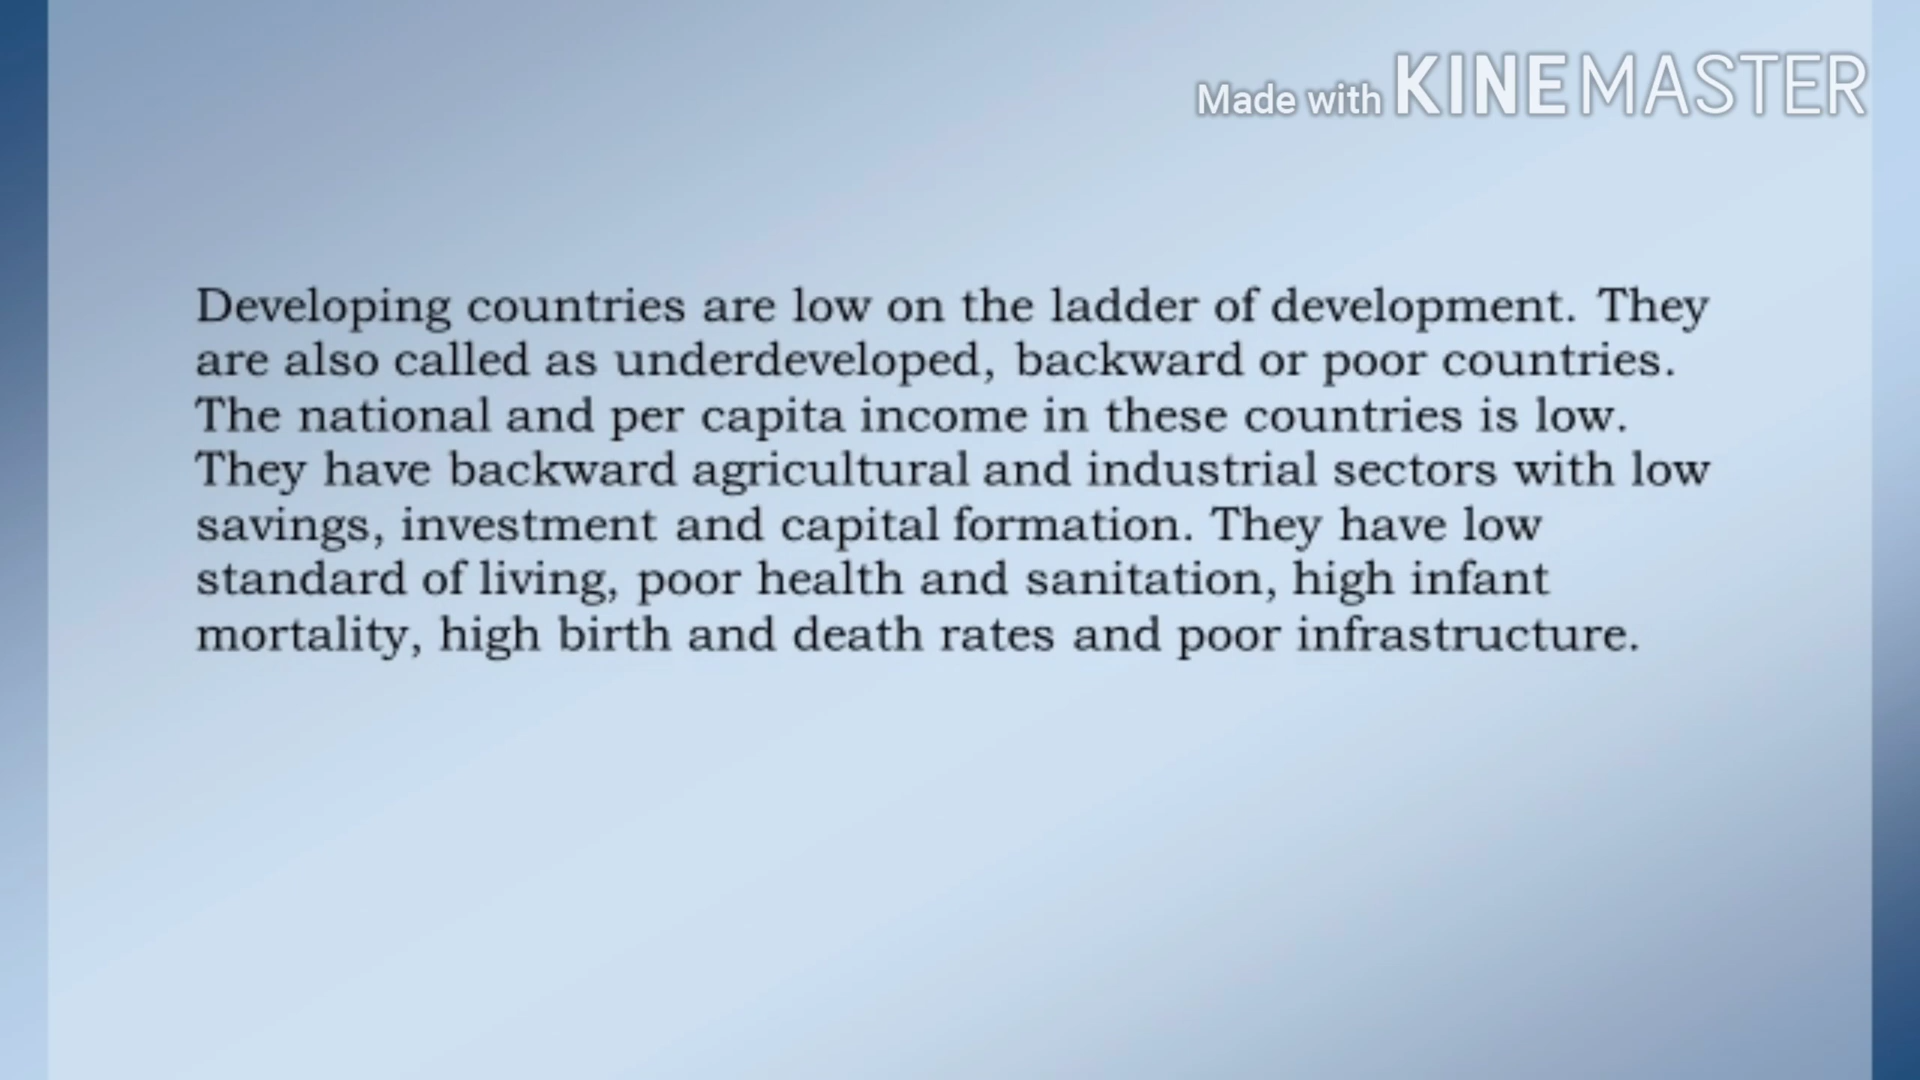 Made with KINEMASTER
Developing countries are low on the ladder of development. They
are also called as underdeveloped, backward or poor countries.
The national and per capita income in these countries is low.
They have backward agricultural and industrial sectors with low
savings, investment and capital formation. They have low
standard of living, poor health and sanitation, high infant
mortality, high birth and death rates and poor infrastructure.